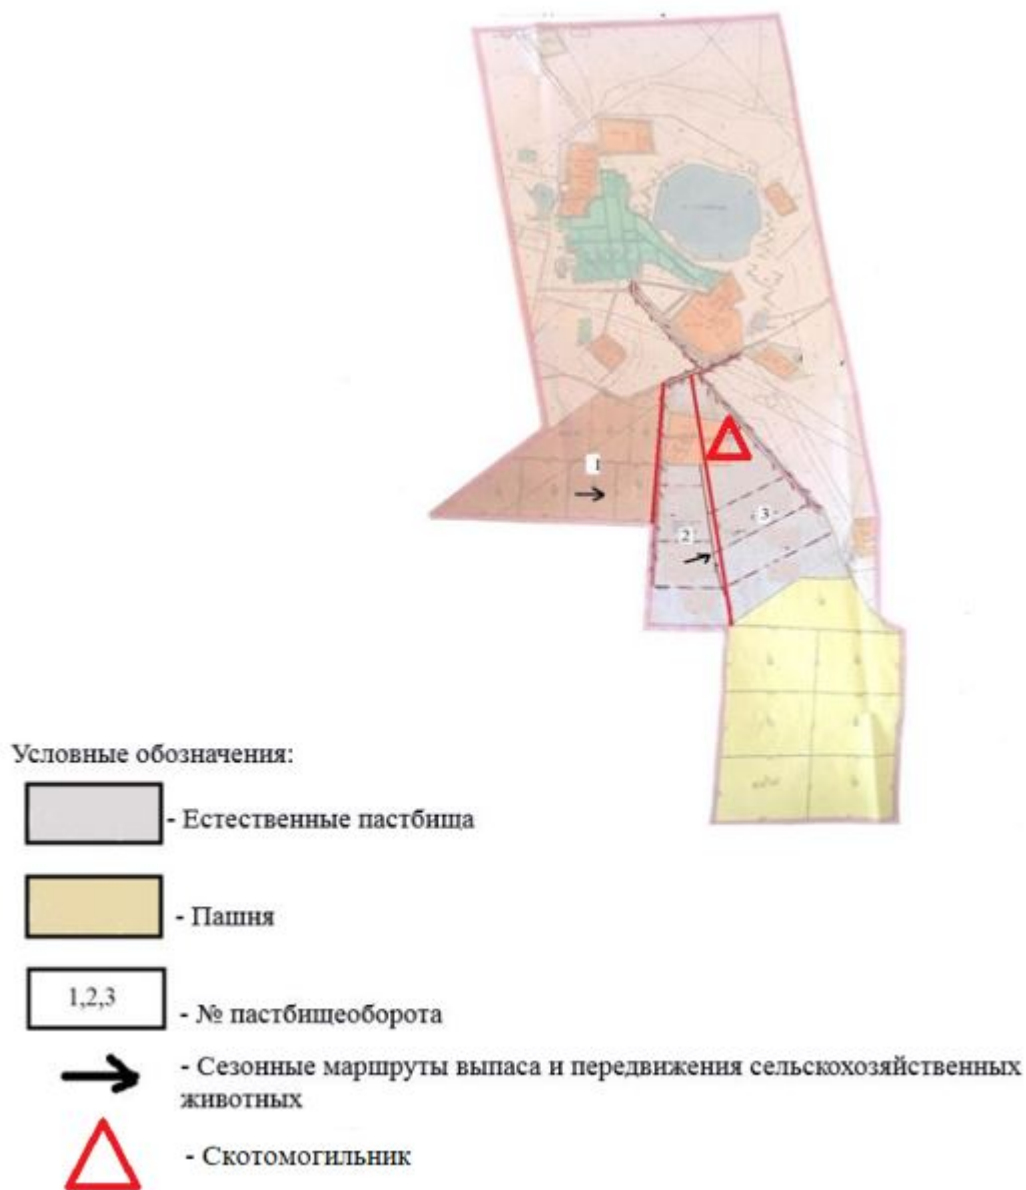 1
2
3
Условные обозначения:
- Естественные пастбища
- Пашня
1,2,3
- № пастбищеоборота
- Сезонные маршруты выпаса и передвижения сельскохозяйственных
животных
- Скотомогильник